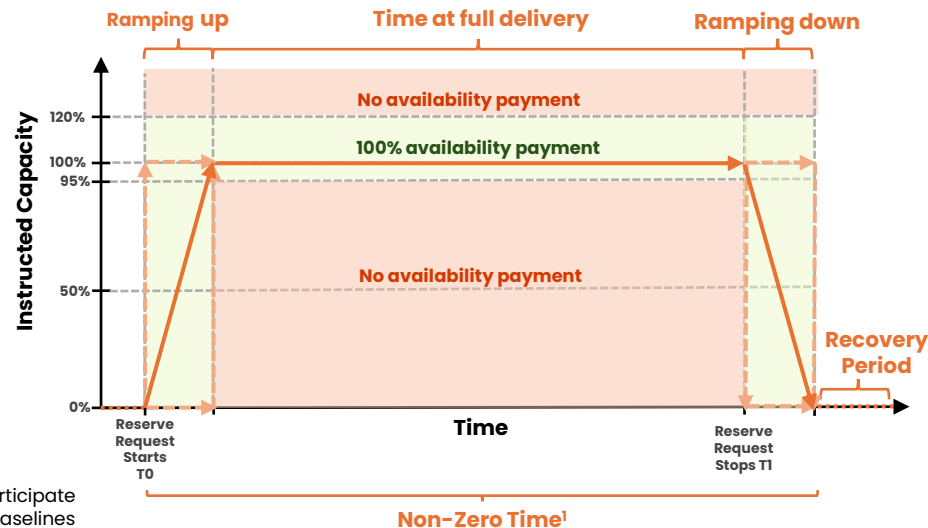 Ramping up
Time at full delivery
Ramping down
No availability payment
120%
100% availability payment
100%
95%
Instructed Capacity
No availability payment
50%
Recovery
Period
0%
Reserve
Request
Starts
T0
Time
Reserve
Request
Stops T1
rticipate
aselines
Non-Zero Time¹